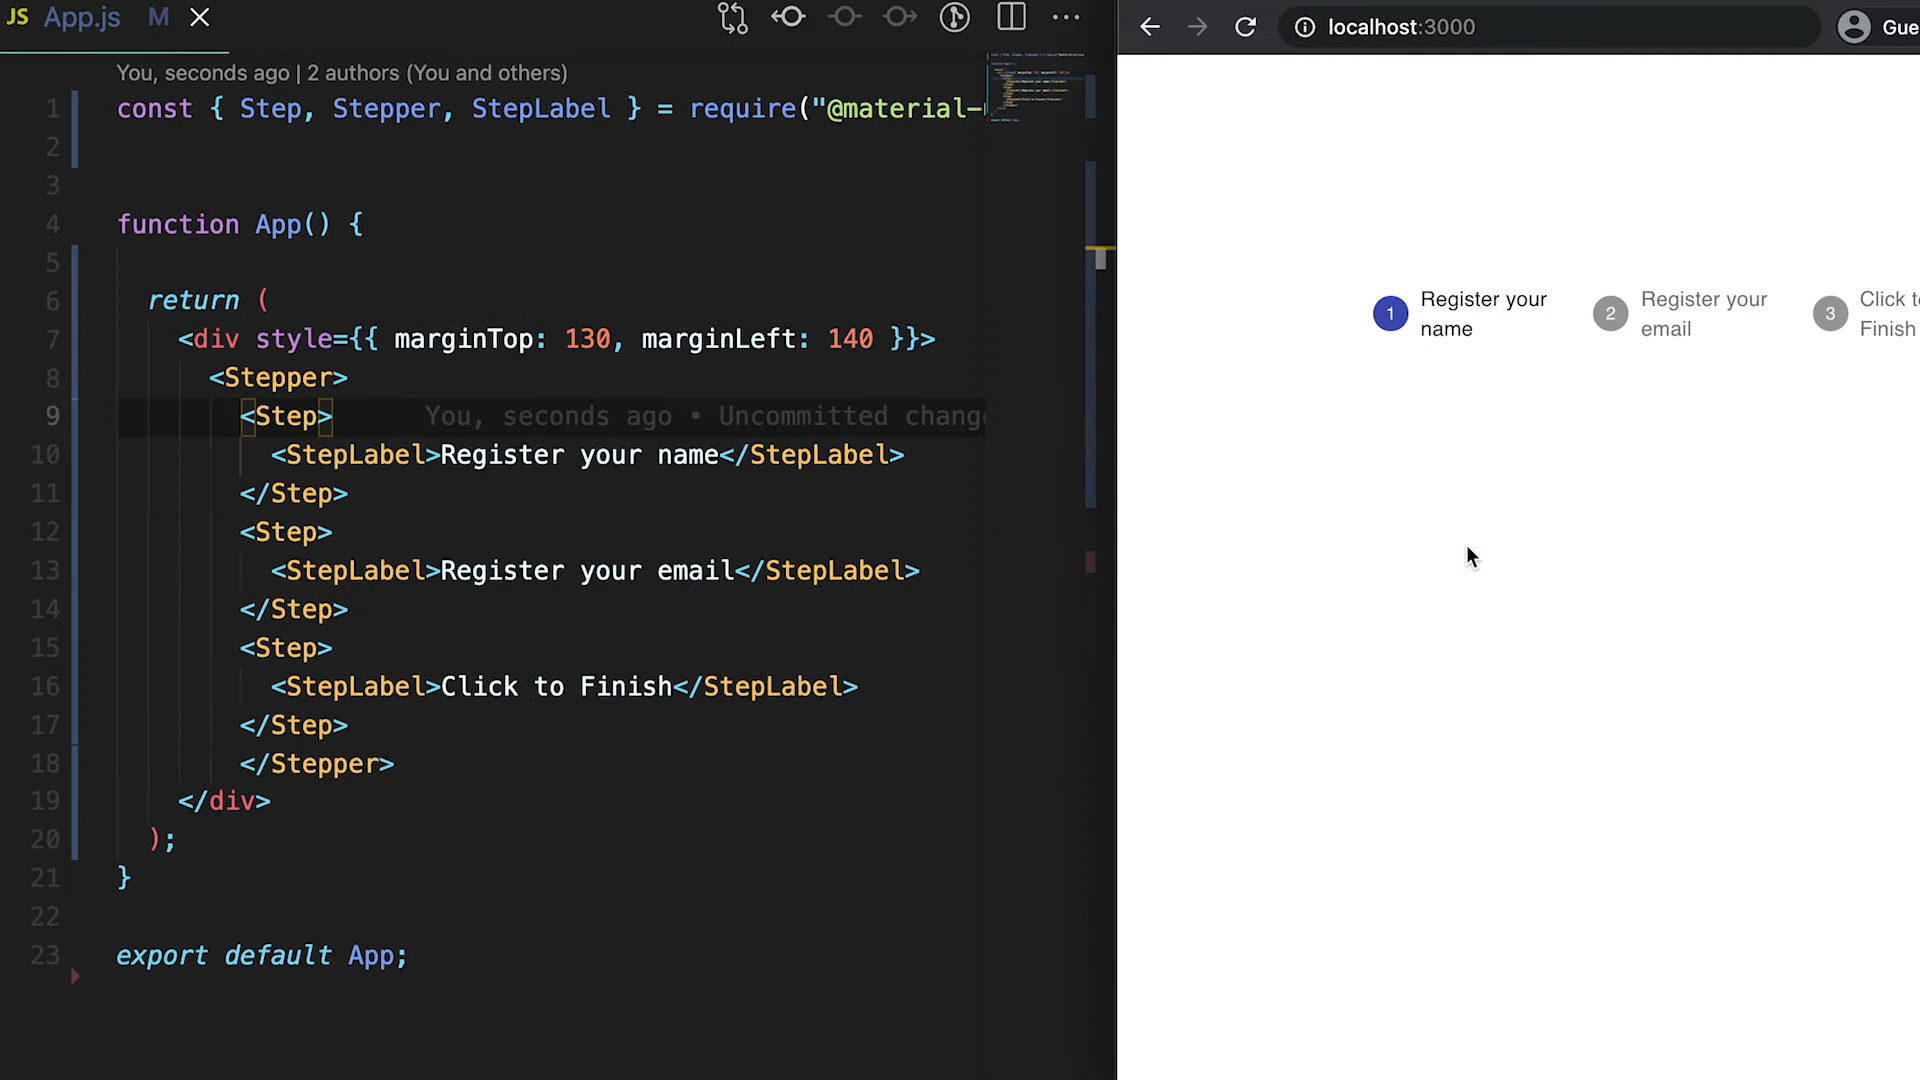 JS App.js M
You, seconds ago | 2 authors (You and others)
1 const { Step, Stepper, StepLabel } = require("@material-
2
3
4 function App() {
5
6 return (
7 <div style={{ marginTop: 130, marginLeft: 140 }}>
8 <Stepper>
9 <Step> You, seconds ago • Uncommitted change
10 <StepLabel>Register your name</StepLabel>
11 </Step>
12 <Step>
13 <StepLabel>Register your email</StepLabel>
14 </Step>
15 <Step>
16 <StepLabel>Click to Finish</StepLabel>
17 </Step>
18 </Stepper>
19 </div>
20 );
21 }
22
23 export default App;
localhost:3000
Gue
1 Register your
name
2 Register your
email
3 Click t
Finish